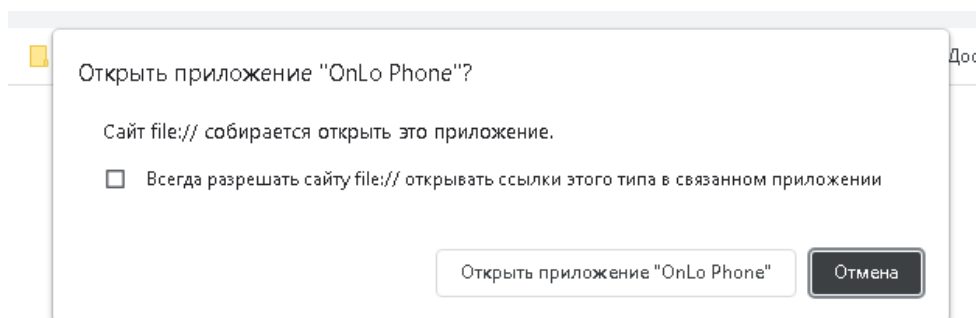 Дос
Открыть приложение "OnLo Phone"?
Сайт file:// собирается открыть это приложение.
Всегда разрешать сайту file:// открывать ссылки этого типа в связанном приложении
Открыть приложение "OnLo Phone"
Отмена